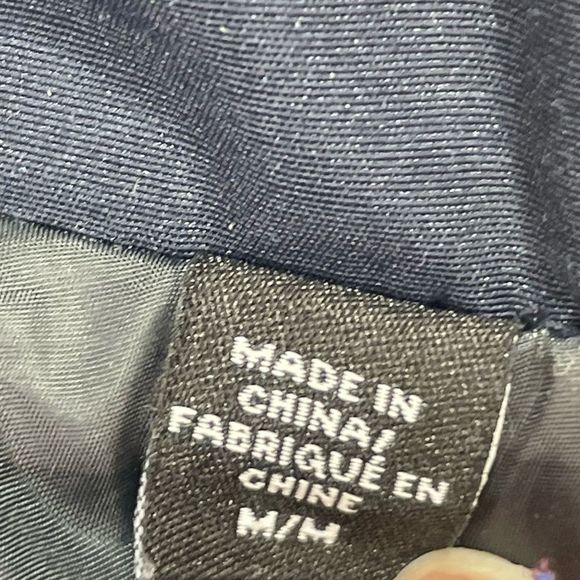 MADE IN
CHINA/
FABRIQUÉ EN
CHINE
M/M